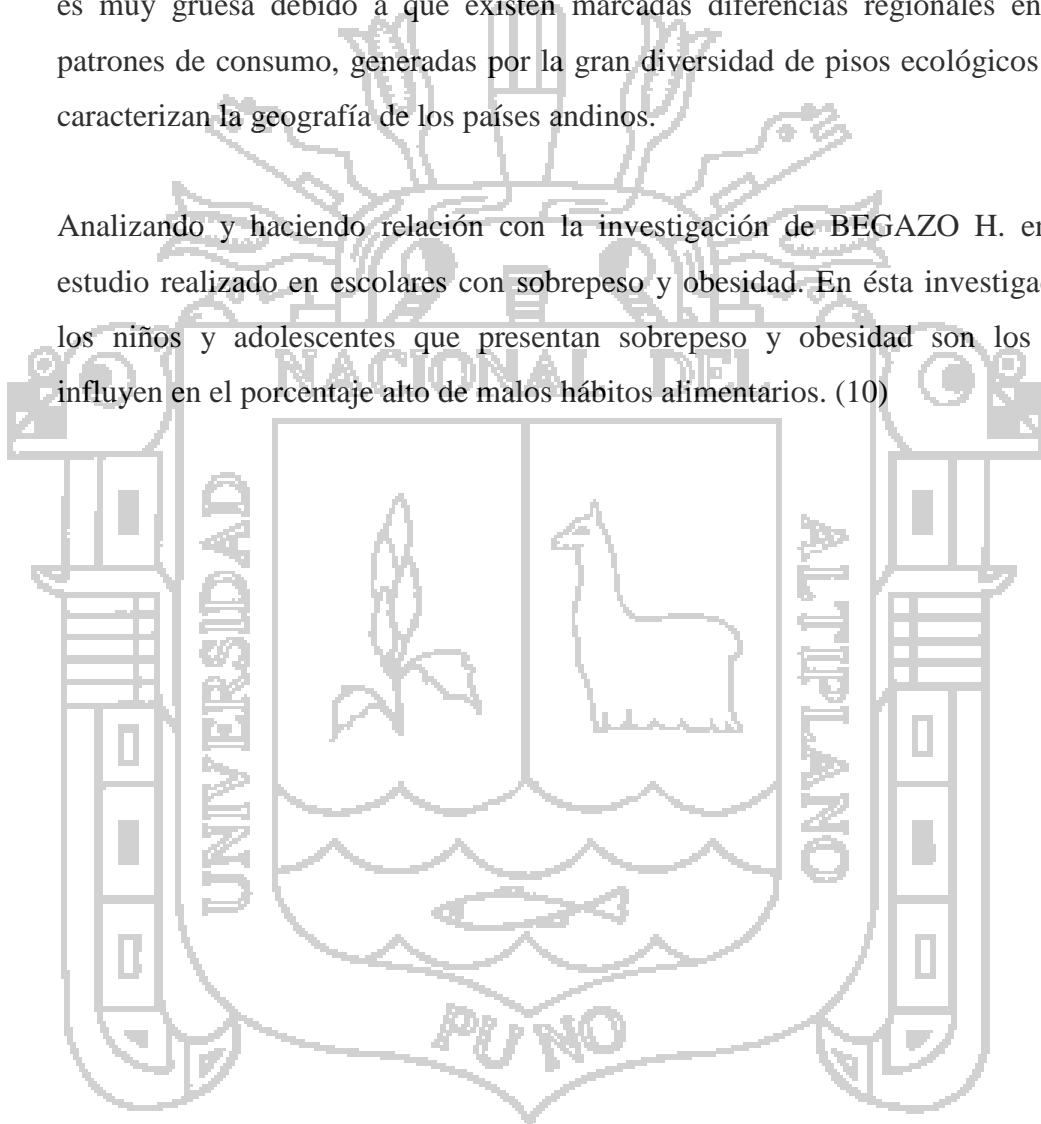 es muy gruesa debido a que existen marcadas diferencias regionales en
patrones de consumo, generadas por la gran diversidad de pisos ecológicos
caracterizan la geografía de los países andinos.
Analizando y haciendo relación con la investigación de BEGAZO H. en
estudio realizado en escolares con sobrepeso y obesidad. En ésta
los niños y adolescentes que presentan sobrepeso y obesidad son los
NACIONAL DEL
influyen en el porcentaje alto de malos hábitos alimentarios. (10)
UNIVERSIDAD
ALTIPLANO
PUNO